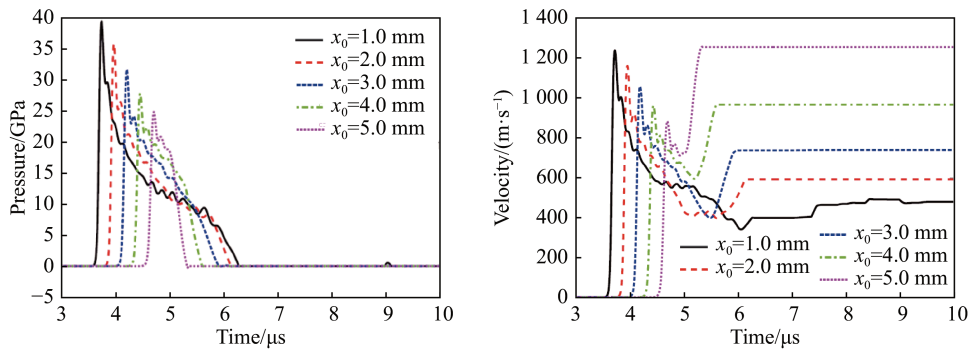 40
35
30
25
20
15
10
5
0
−5
Pressure/GPa
x₀=1.0 mm
x₀=2.0 mm
x₀=3.0 mm
x₀=4.0 mm
x₀=5.0 mm
3 4 5 6 7 8 9 10
Time/μs
1 400
1 200
1 000
800
600
400
200
0
Velocity/(m·s⁻¹)
x₀=1.0 mm
x₀=2.0 mm
x₀=3.0 mm
x₀=4.0 mm
x₀=5.0 mm
3 4 5 6 7 8 9 10
Time/μs